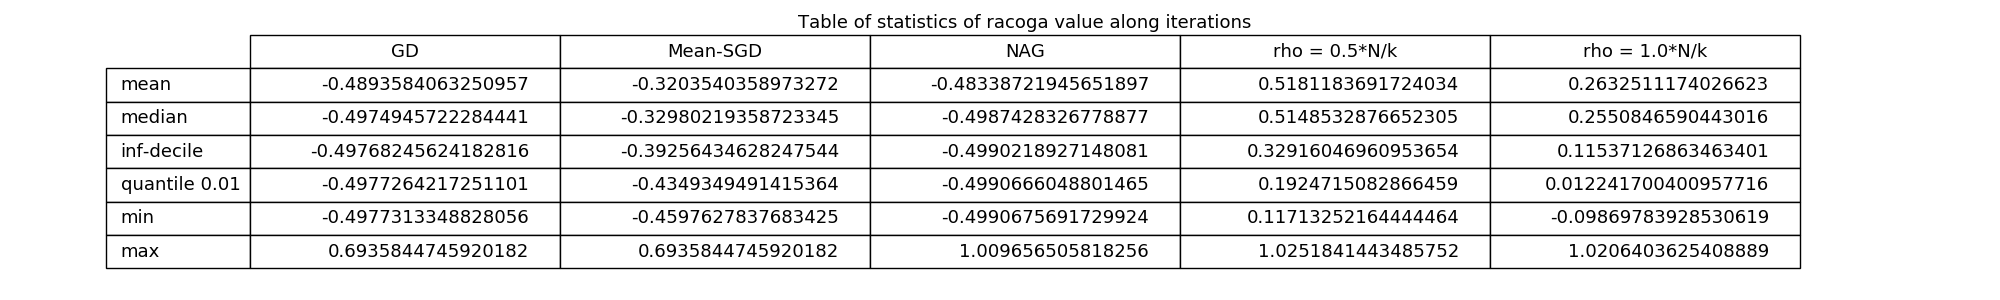 Table of statistics of racoga value along iterations
GD Mean-SGD NAG rho = 0.5*N/k rho = 1.0*N/k
mean -0.4893584063250957 -0.3203540358973272 -0.48338721945651897 0.5181183691724034 0.2632511174026623
median -0.4974945722284441 -0.32980219358723345 -0.4987428326778877 0.5148532876652305 0.2550846590443016
inf-decile -0.49768245624182816 -0.39256434628247544 -0.4990218927148081 0.32916046960953654 0.11537126863463401
quantile 0.01 -0.4977264217251101 -0.4349349491415364 -0.4990666048801465 0.1924715082866459 0.012241700400957716
min -0.4977313348828056 -0.4597627837683425 -0.4990675691729924 0.11713252164444464 -0.09869783928530619
max 0.6935844745920182 0.6935844745920182 1.009656505818256 1.0251841443485752 1.0206403625408889